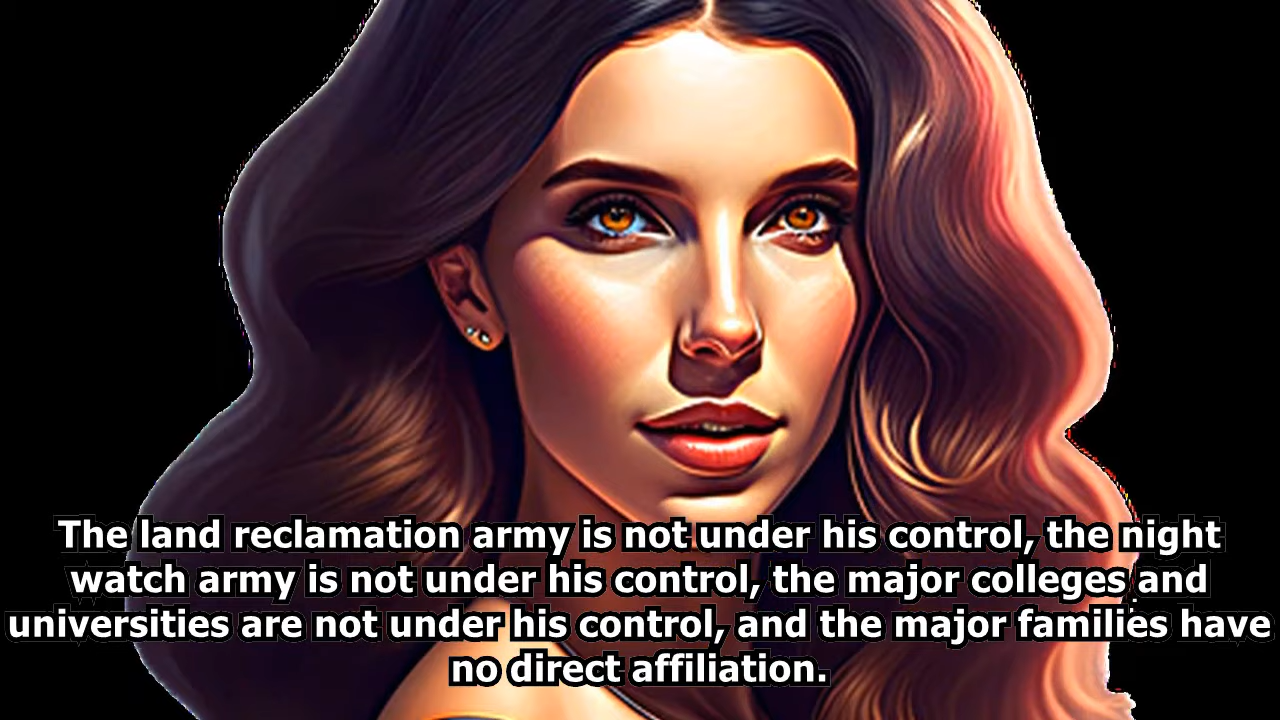 The land reclamation army is not under his control, the night
watch army is not under his control, the major colleges and
universities are not under his control, and the major families have
no direct affiliation.